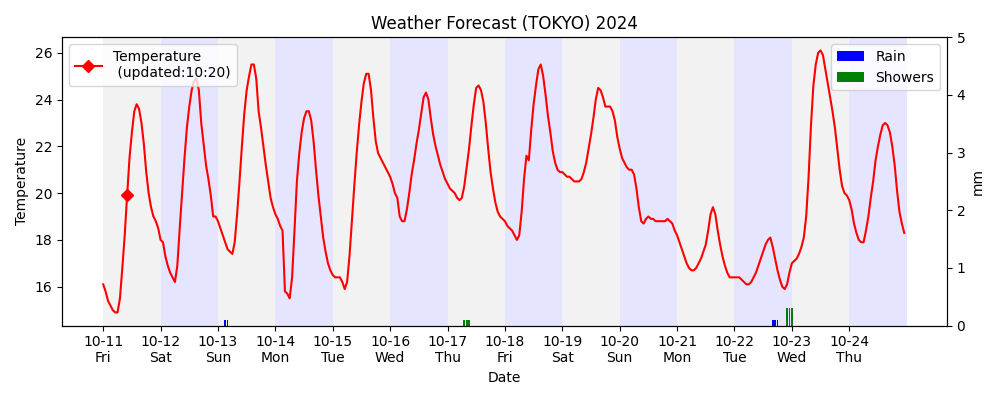 Weather Forecast (TOKYO) 2024
Temperature
(updated:10:20)
Rain
Showers
Temperature
26
24
22
20
18
16
5
4
3
2
1
0
mm
10-11 10-12 10-13 10-14 10-15 10-16 10-17 10-18 10-19 10-20 10-21 10-22 10-23 10-24
Fri Sat Sun Mon Tue Wed Thu Fri Sat Sun Mon Tue Wed Thu
Date